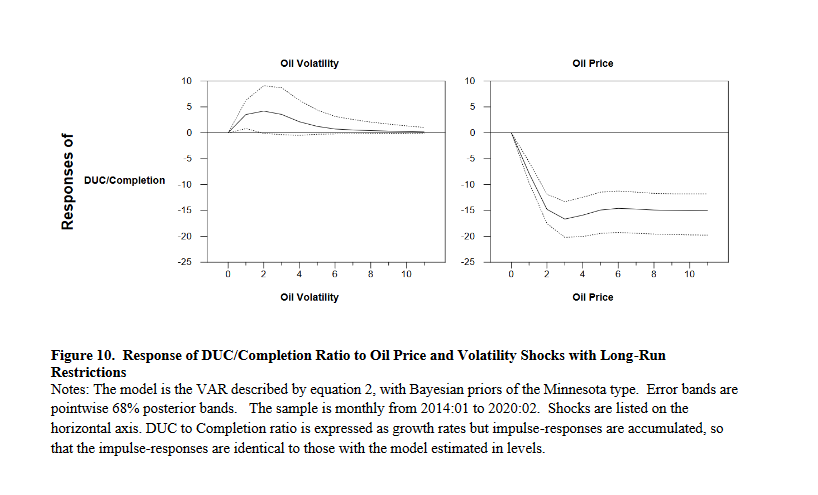 Oil Volatility Oil Price
10 10
5 5
0 0
-5 -5
Responses of
DUC/Completion
-10 -10
-15 -15
-20 -20
-25 -25
0 2 4 6 8 10 0 2 4 6 8 10
Oil Volatility Oil Price
Figure 10. Response of DUC/Completion Ratio to Oil Price and Volatility Shocks with Long-Run
Restrictions
Notes: The model is the VAR described by equation 2, with Bayesian priors of the Minnesota type. Error bands are
pointwise 68% posterior bands. The sample is monthly from 2014:01 to 2020:02. Shocks are listed on the
horizontal axis. DUC to Completion ratio is expressed as growth rates but impulse-responses are accumulated, so
that the impulse-responses are identical to those with the model estimated in levels.